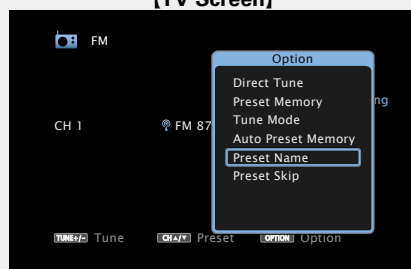 [TV Screen]
FM
Option
Direct Tune
Preset Memory
ng
Tune Mode
CH 1
FM 87
Auto Preset Memory
Preset Name
Preset Skip
TUNE+/- Tune
CH▲/▼ Preset
OPTION Option